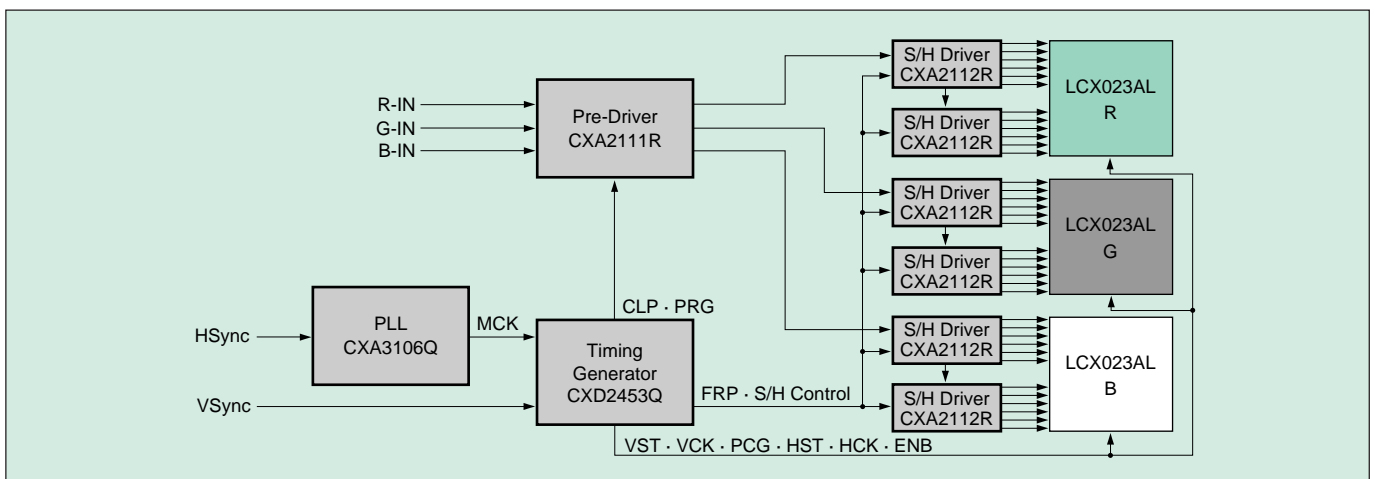 R-IN
G-IN
B-IN
Pre-Driver
CXA2111R
S/H Driver
CXA2112R
S/H Driver
CXA2112R
LCX023AL
R
S/H Driver
CXA2112R
S/H Driver
CXA2112R
LCX023AL
G
HSync
PLL
CXA3106Q
MCK
CLP · PRG
VSync
Timing
Generator
CXD2453Q
FRP · S/H Control
S/H Driver
CXA2112R
S/H Driver
CXA2112R
LCX023AL
B
VST · VCK · PCG · HST · HCK · ENB